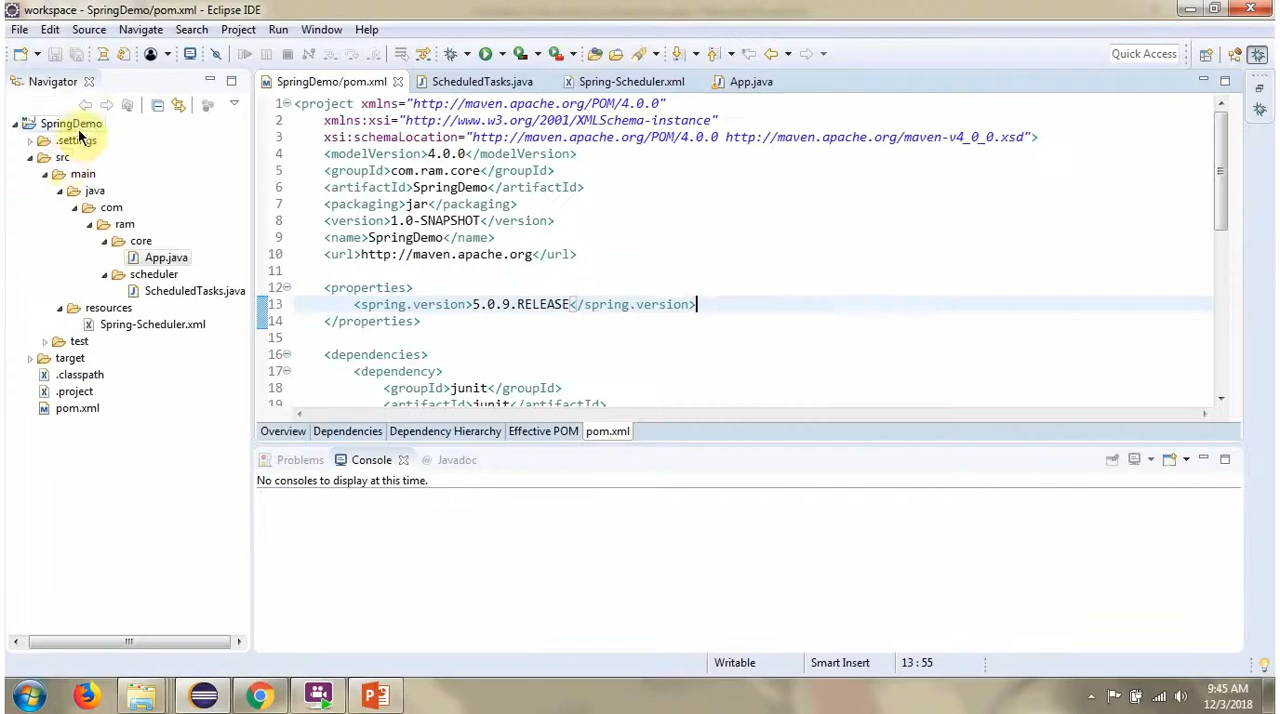 workspace - SpringDemo/pom.xml - Eclipse IDE
File Edit Source Navigate Search Project Run Window Help
Quick Access
Navigator
SpringDemo/pom.xml ScheduledTasks.java Spring-Scheduler.xml App.java
SpringDemo
.settings
src
main
java
com
ram
core
App.java
scheduler
ScheduledTasks.java
resources
Spring-Scheduler.xml
test
target
.classpath
.project
pom.xml
1 <project xmlns="http://maven.apache.org/POM/4.0.0"
2 xmlns:xsi="http://www.w3.org/2001/XMLSchema-instance"
3 xsi:schemaLocation="http://maven.apache.org/POM/4.0.0 http://maven.apache.org/maven-v4_0_0.xsd">
4 <modelVersion>4.0.0</modelVersion>
5 <groupId>com.ram.core</groupId>
6 <artifactId>SpringDemo</artifactId>
7 <packaging>jar</packaging>
8 <version>1.0-SNAPSHOT</version>
9 <name>SpringDemo</name>
10 <url>http://maven.apache.org</url>
11
12 <properties>
13 <spring.version>5.0.9.RELEASE</spring.version>
14 </properties>
15
16 <dependencies>
17 <dependency>
18 <groupId>junit</groupId>
19 <artifactId>junit</artifactId>
Overview Dependencies Dependency Hierarchy Effective POM pom.xml
Problems Console Javadoc
No consoles to display at this time.
Writable Smart Insert 13 : 55
9:45 AM
12/3/2018